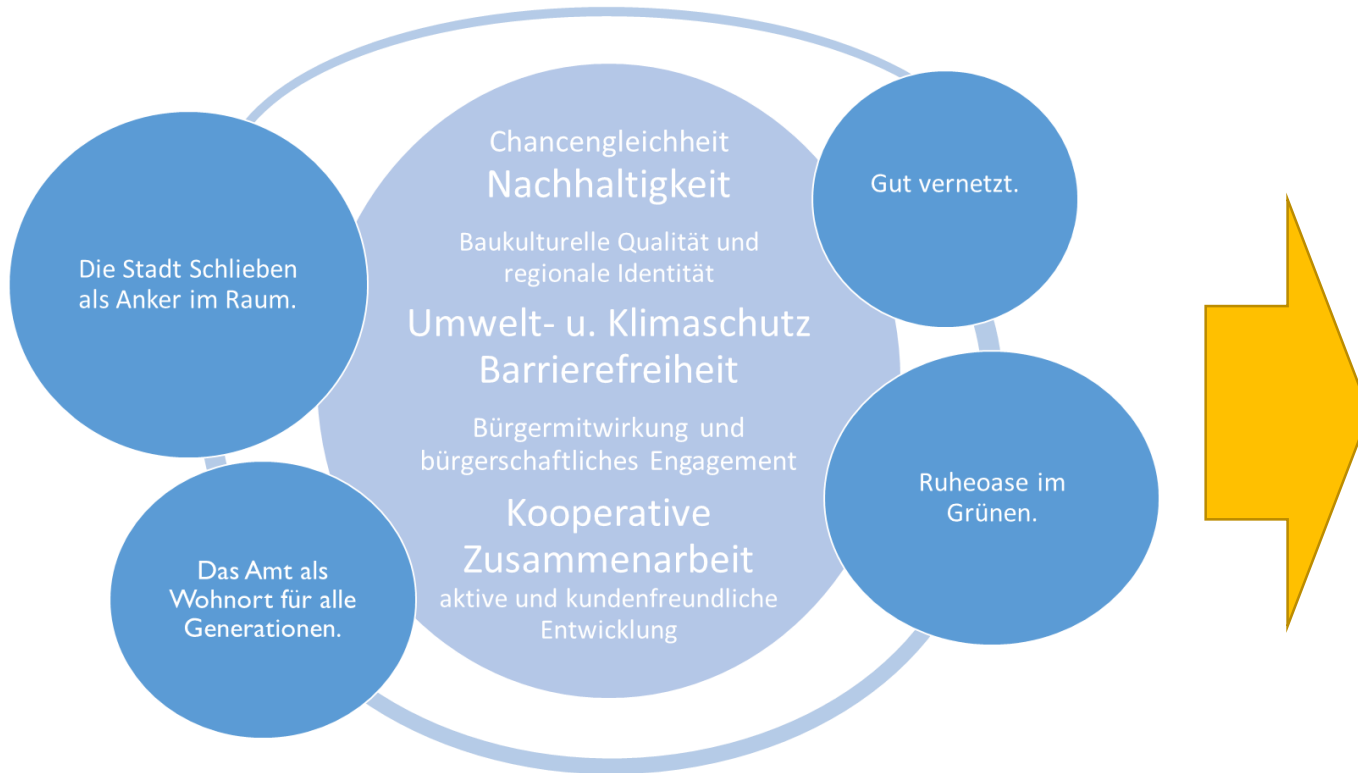 Chancengleichheit
Nachhaltigkeit
Baukulturelle Qualität und
regionale Identität
Umwelt- u. Klimaschutz
Barrierefreiheit
Bürgermitwirkung und
bürgerschaftliches Engagement
Kooperative
Zusammenarbeit
aktive und kundenfreundliche
Entwicklung
Die Stadt Schlieben
als Anker im Raum.
Das Amt als
Wohnort für alle
Generationen.
Gut vernetzt.
Ruheoase im
Grünen.